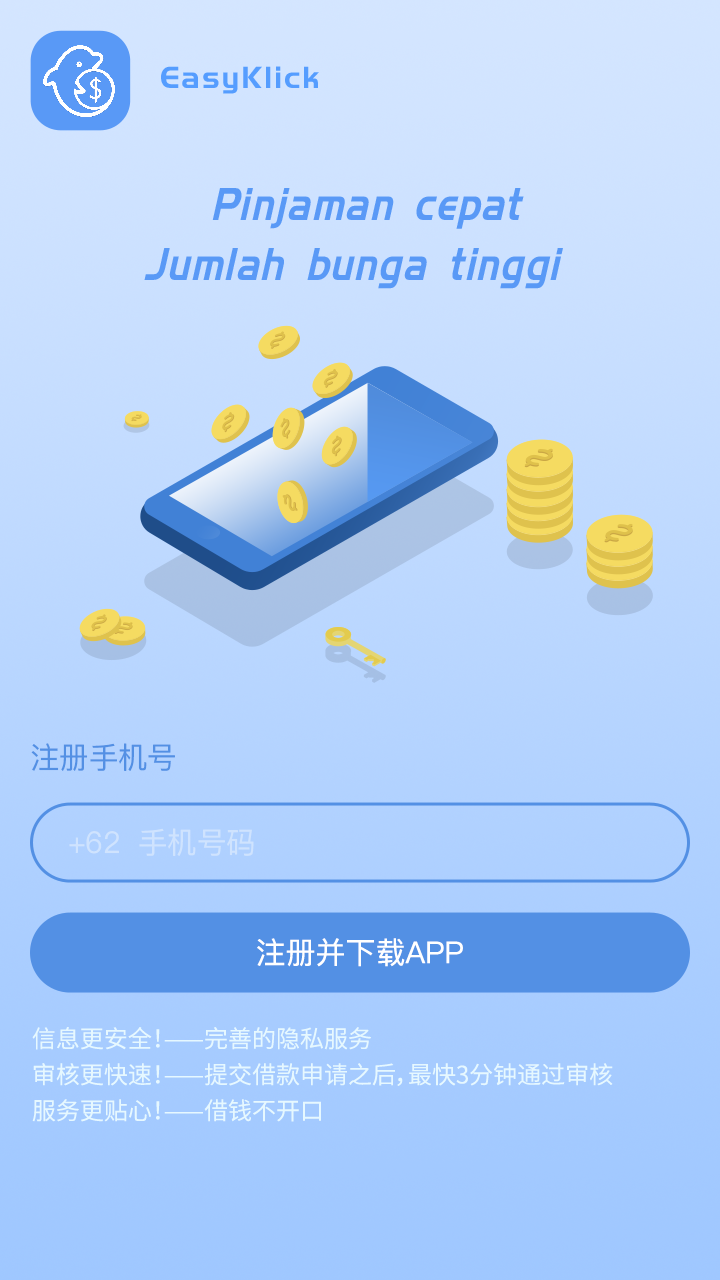 EasyKlick
Pinjaman cepat
Jumlah bunga tinggi
注册手机号
+62 手机号码
注册并下载APP
信息更安全！——完善的隐私服务
审核更快速！——提交借款申请之后，最快3分钟通过审核
服务更贴心！——借钱不开口